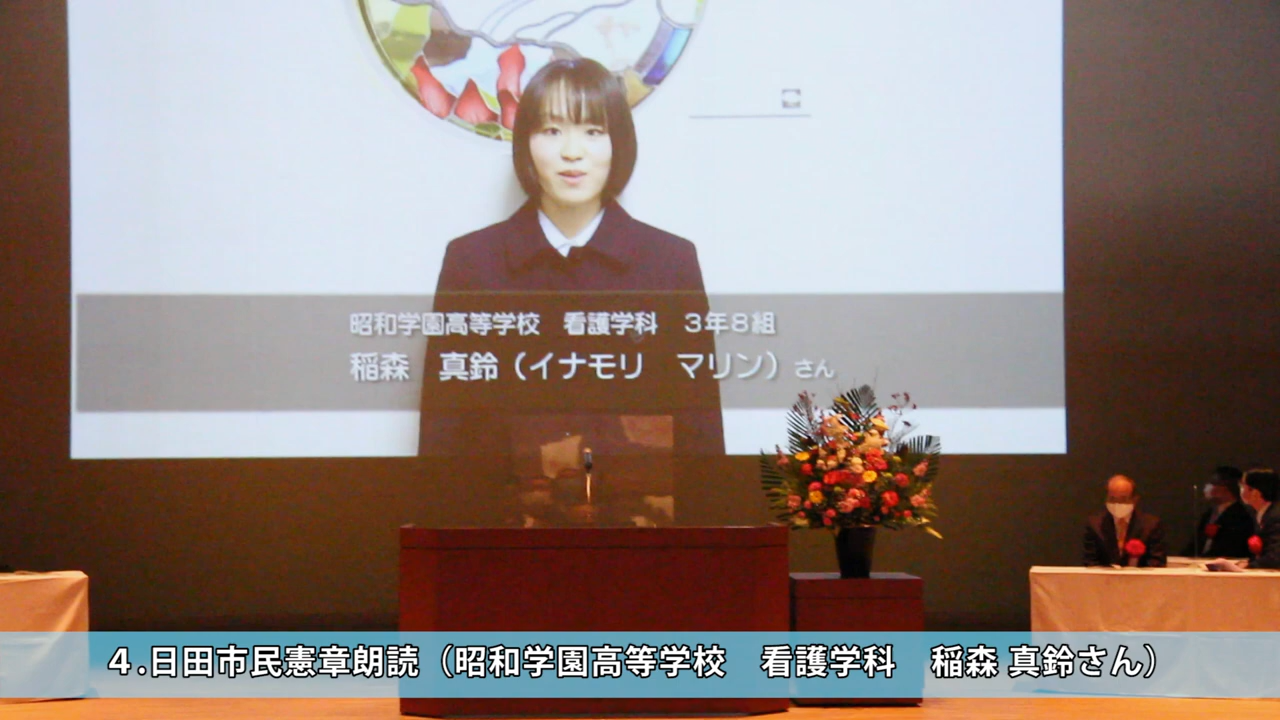 昭和学園高等学校　看護学科　3年8組
稲森　真鈴（イナモリ　マリン）さん
４.日田市民憲章朗読（昭和学園高等学校　看護学科　稲森 真鈴さん）